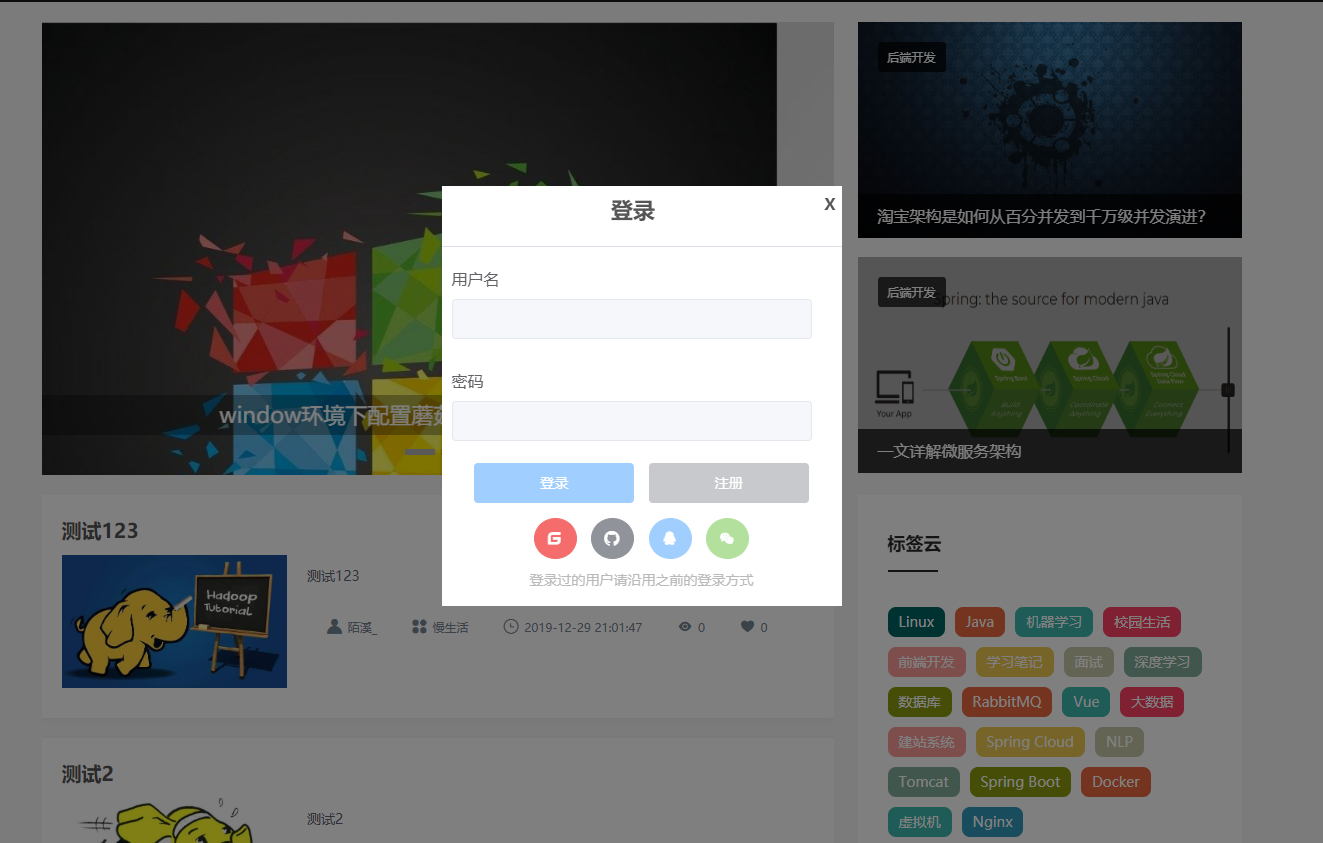 后端开发
淘宝架构是如何从百分并发到千万级并发演进?
登录
X
用户名
密码
登录
注册
登录过的用户请沿用之前的登录方式
window环境下配置蘑菇
后端开发
Spring: the source for modern java
Spring Boot
Spring Cloud
Build Anything
Coordinate Anything
Connect Everything
Your App
一文详解微服务架构
测试123
Hadoop
Tutorial
测试123
陌溪_
慢生活
2019-12-29 21:01:47
0
0
测试2
测试2
标签云
Linux
Java
机器学习
校园生活
前端开发
学习笔记
面试
深度学习
数据库
RabbitMQ
Vue
大数据
建站系统
Spring Cloud
NLP
Tomcat
Spring Boot
Docker
虚拟机
Nginx